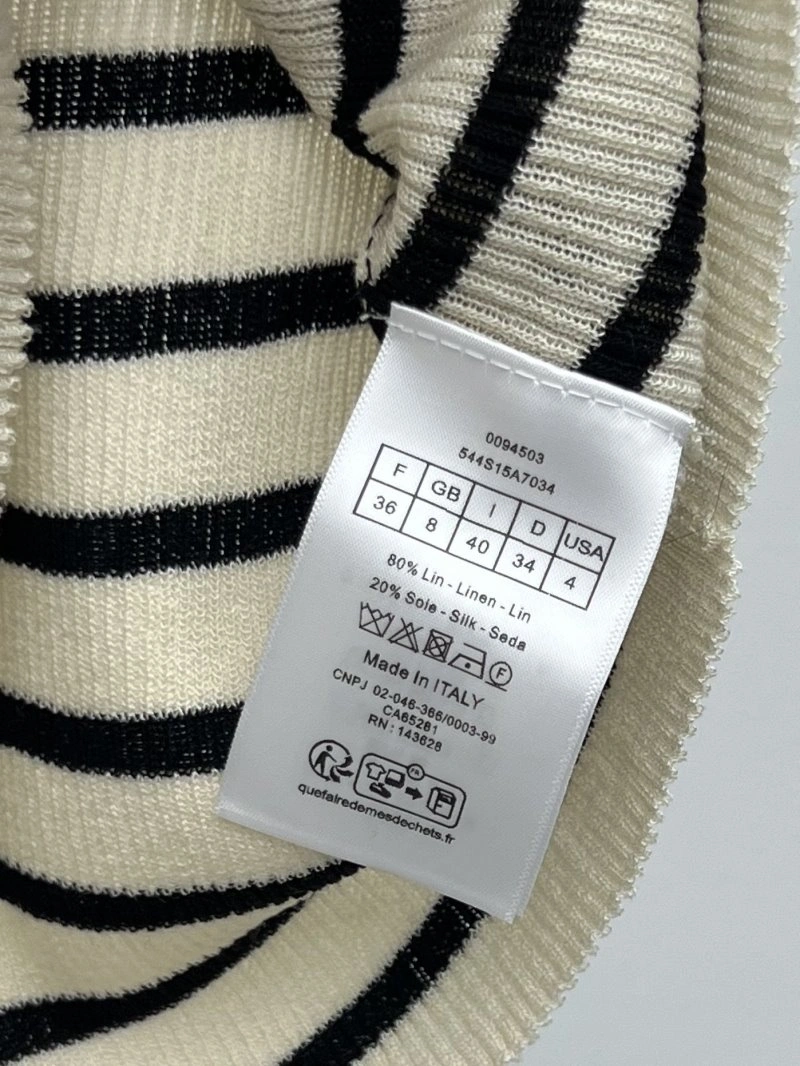 0094503
544S15A7034
F GB I D USA
36 8 40 34 4
80% Lin - Linen - Lin
20% Soie - Silk - Seda
F
Made In ITALY
CNPJ 02-046-366/0003-99
CA65281
RN : 143628
FR
quefairedemesdechets.fr